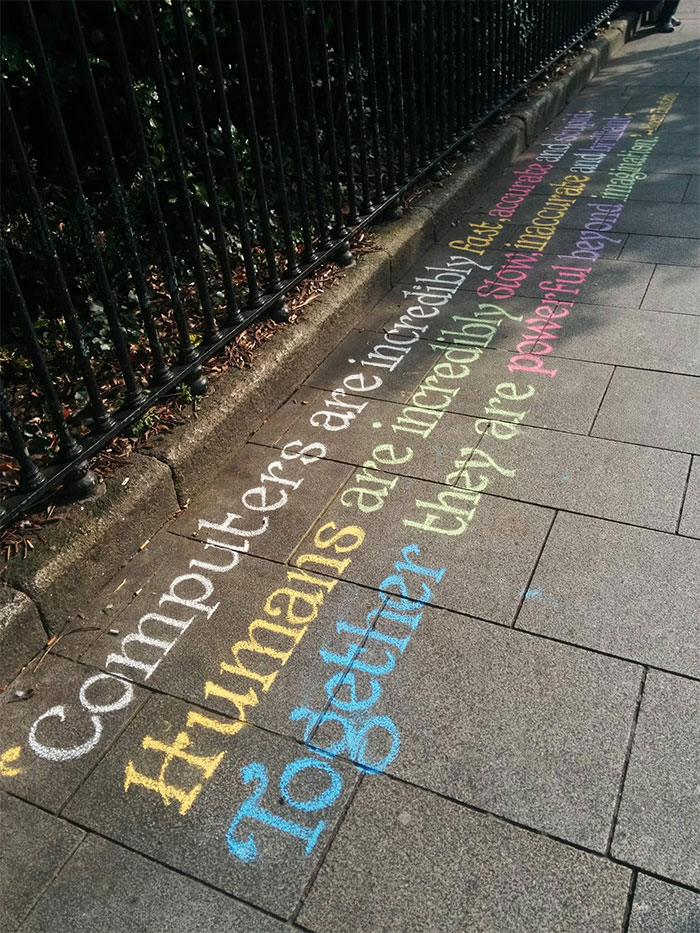 "Computers are incredibly fast, accurate and stupid.
Humans are incredibly Slow, inaccurate and brilliant.
Together they are powerful beyond imagination.